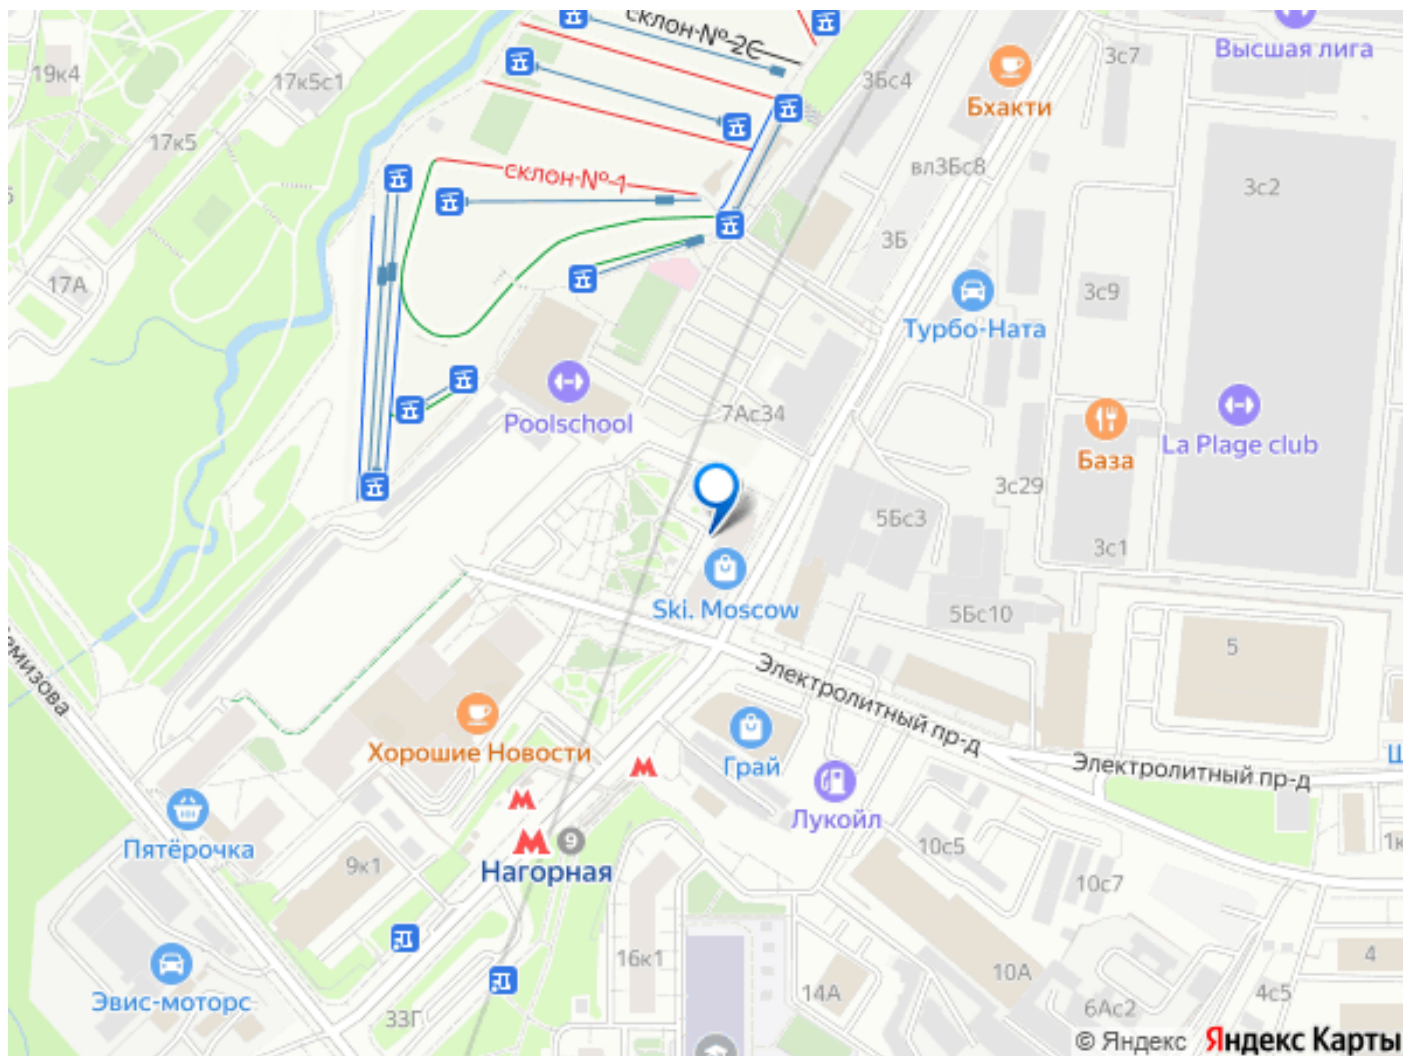 склон № 2С
Высшая лига
19к4
17к5с1
3Бс4
3с7
Бхакти
17к5
вл3Бс8
3с2
склон № 1
3Б
17А
3с9
Турбо-Ната
7Ас34
Poolschool
La Plage club
База
3с29
5Бс3
3с1
Ski. Moscow
5Бс10
5
Электролитный пр-д
Хорошие Новости
Грай
Электролитный пр-д
Лукойл
Пятёрочка
9к1
9
Нагорная
10с5
10с7
16к1
10А
4
Эвис-моторс
14А
4с5
6Ас2
33Г
© Яндекс Яндекс Карты